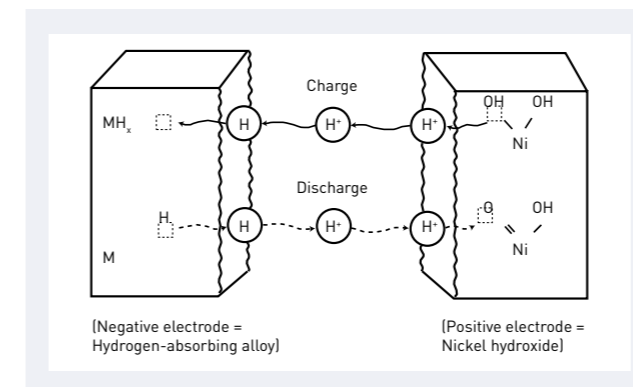 Charge
OH OH
MHₓ H H⁺ H⁺
Ni
Discharge
H O OH
H H⁺ H⁺
Ni
M
(Negative electrode =
Hydrogen-absorbing alloy)
(Positive electrode =
Nickel hydroxide)